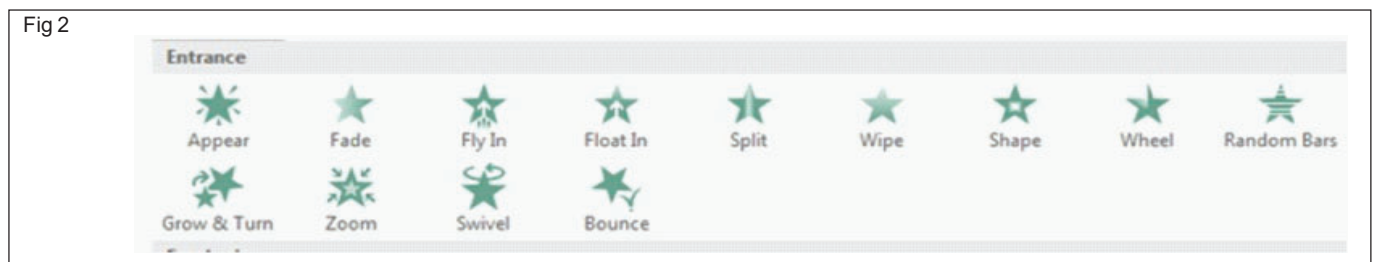 Fig 2
Entrance
Appear Fade Fly In Float In Split Wipe Shape Wheel Random Bars
Grow & Turn Zoom Swivel Bounce